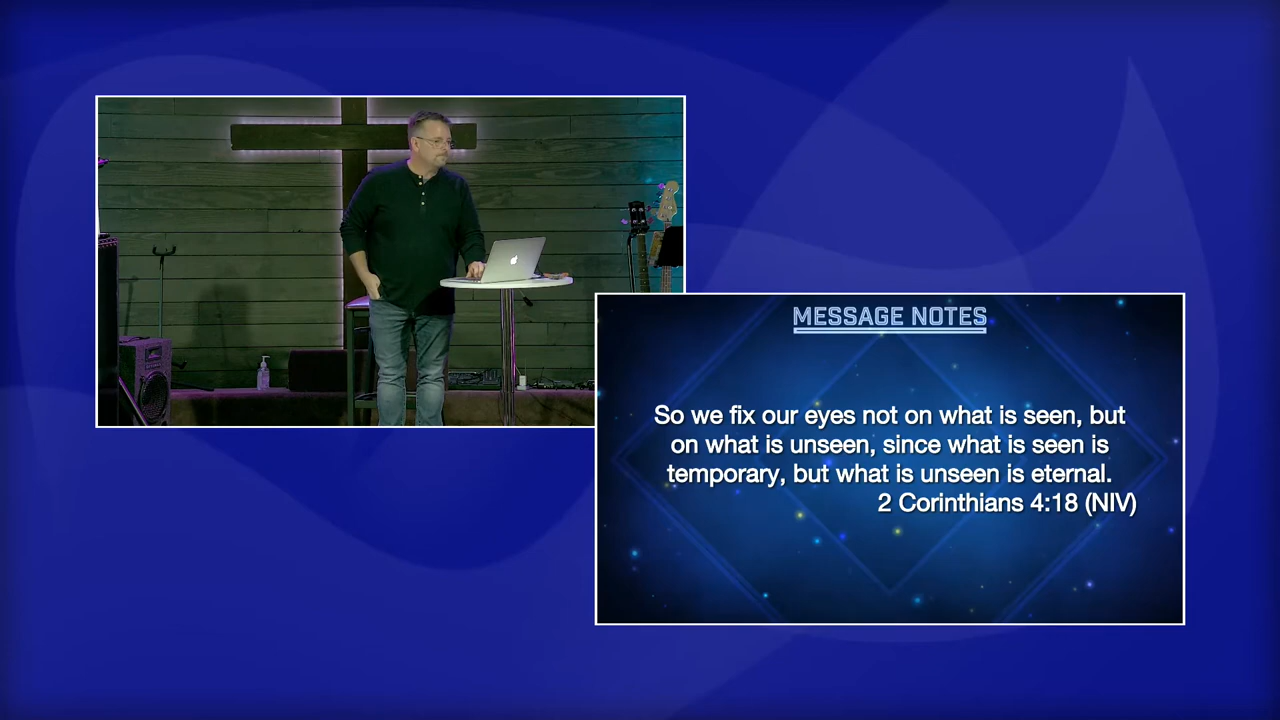 MESSAGE NOTES
So we fix our eyes not on what is seen, but
on what is unseen, since what is seen is
temporary, but what is unseen is eternal.
2 Corinthians 4:18 (NIV)